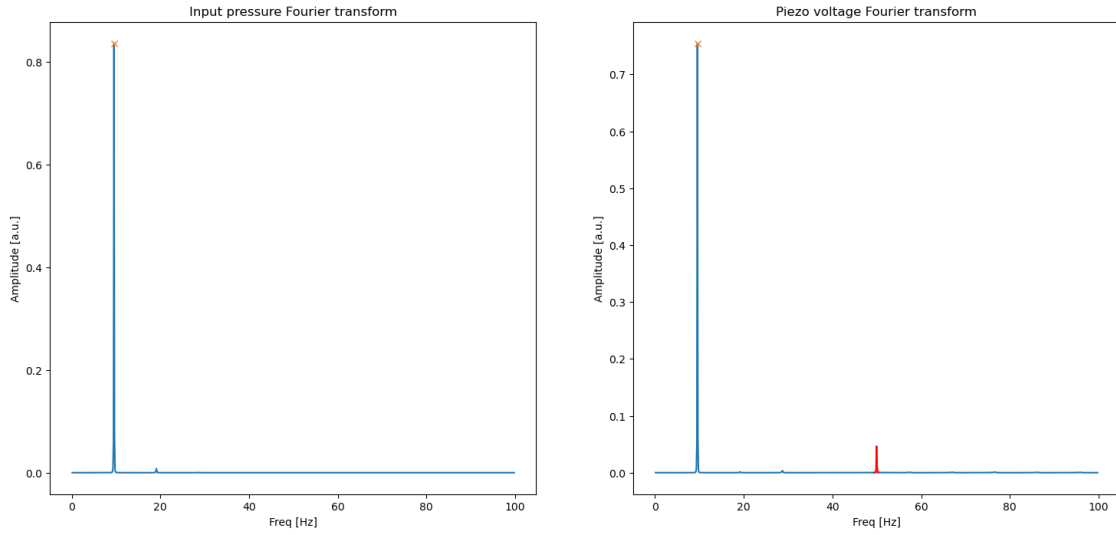 Input pressure Fourier transform
Amplitude [a.u.]
0.8
0.6
0.4
0.2
0.0
0 20 40 60 80 100
Freq [Hz]
Piezo voltage Fourier transform
Amplitude [a.u.]
0.7
0.6
0.5
0.4
0.3
0.2
0.1
0.0
0 20 40 60 80 100
Freq [Hz]